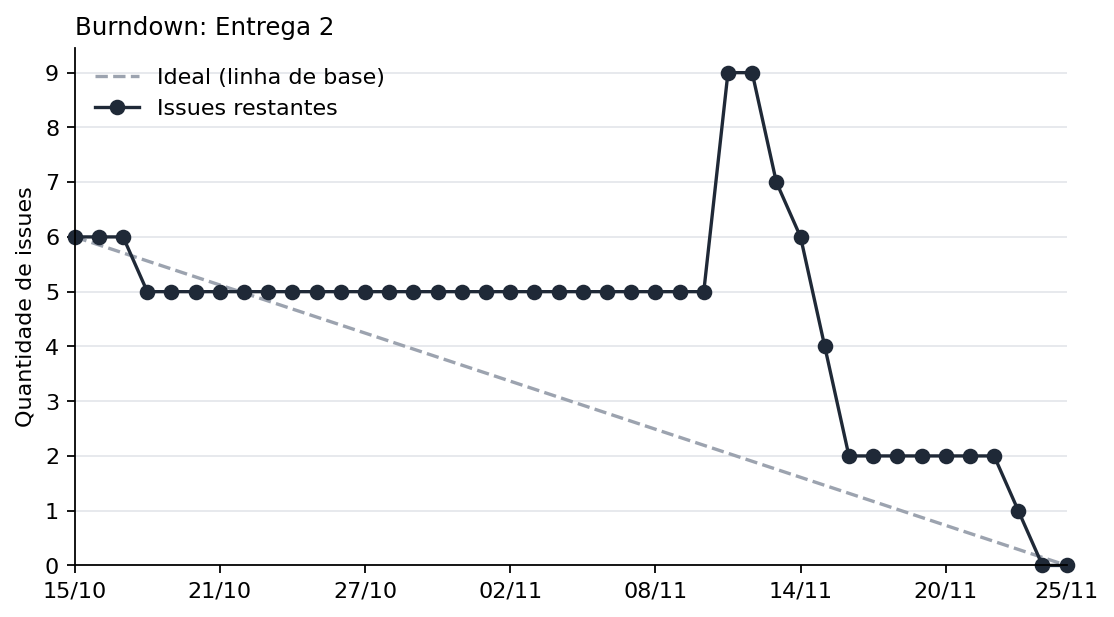 Burndown: Entrega 2
Ideal (linha de base)
Issues restantes
Quantidade de issues
9
8
7
6
5
4
3
2
1
0
15/10 21/10 27/10 02/11 08/11 14/11 20/11 25/11